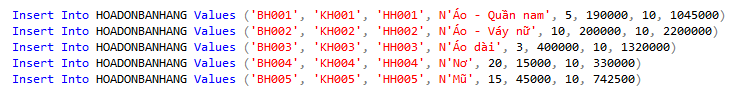 Insert Into HOADONBANHANG Values ('BH001', 'KH001', 'HH001', N'Áo - Quần nam', 5, 190000, 10, 1045000)
Insert Into HOADONBANHANG Values ('BH002', 'KH002', 'HH002', N'Áo - Váy nữ', 10, 200000, 10, 2200000)
Insert Into HOADONBANHANG Values ('BH003', 'KH003', 'HH003', N'Áo dài', 3, 400000, 10, 1320000)
Insert Into HOADONBANHANG Values ('BH004', 'KH004', 'HH004', N'Nơ', 20, 15000, 10, 330000)
Insert Into HOADONBANHANG Values ('BH005', 'KH005', 'HH005', N'Mũ', 15, 45000, 10, 742500)